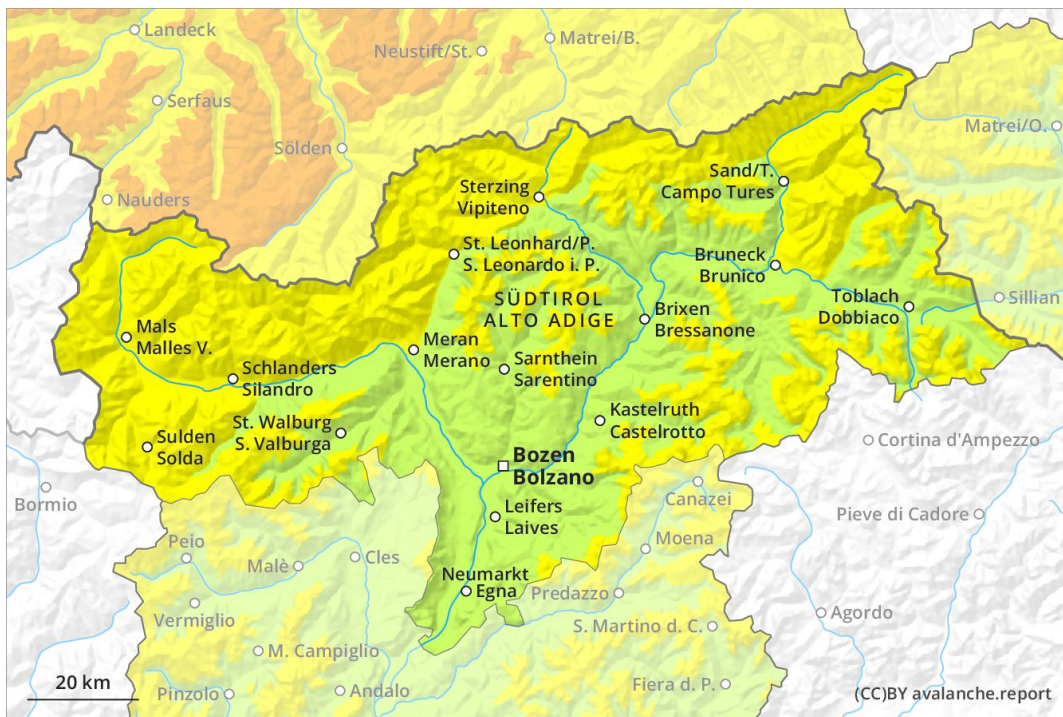 Landeck
Matrei/B.
Neustift/St.
Serfaus
Matrei/O.
Sölden
Sand/T.
Campo Tures
Sterzing
Vipiteno
Nauders
St. Leonhard/P.
S. Leonardo i. P.
Bruneck
Brunico
SÜDTIROL
ALTO ADIGE
Toblach
Dobbiaco
Sillian
Brixen
Bressanone
Mals
Malles V.
Meran
Merano
Sarnthein
Sarentino
Schlanders
Silandro
Kastelruth
Castelrotto
St. Walburg
S. Valburga
Sulden
Solda
Cortina d'Ampezzo
Bozen
Bolzano
Bormio
Canazei
Leifers
Laives
Pieve di Cadore
Moena
Peio
Cles
Malè
Neumarkt
Egna
Predazzo
Vermiglio
Agordo
S. Martino d. C.
M. Campiglio
20 km
Pinzolo
Andalo
Fiera d. P.
(CC)BY avalanche.report